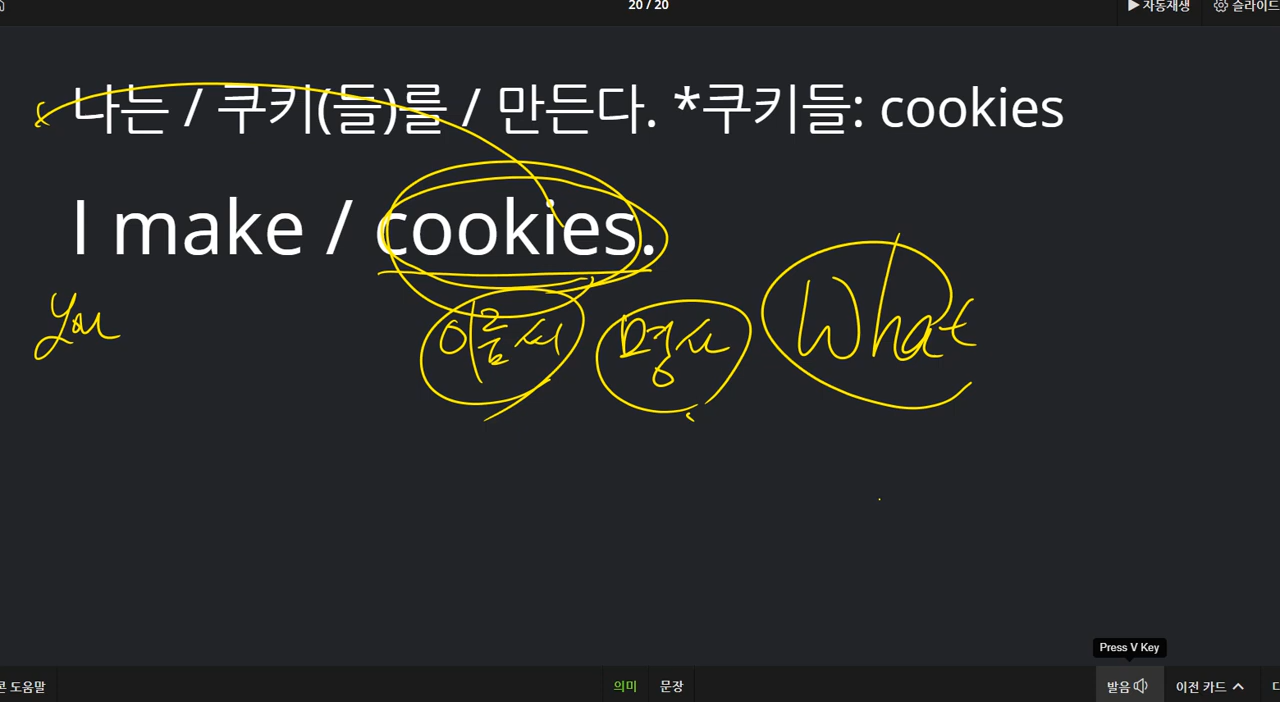 20 / 20
자동재생
슬라이드
나는 / 쿠키(들)를 / 만든다. *쿠키들: cookies
I make / cookies.
You
이름씨 명사 What
Press V Key
도움말
의미
문장
발음
이전 카드